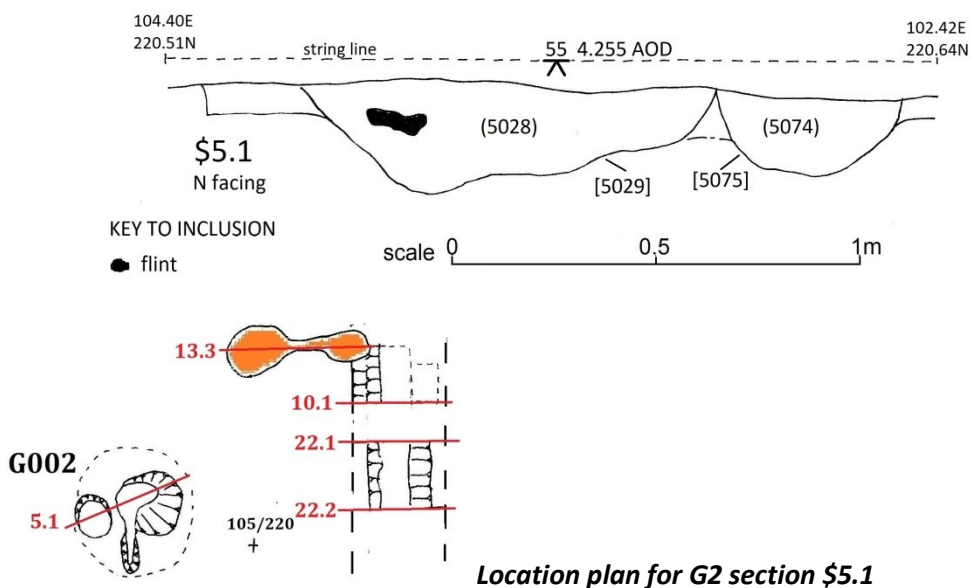 104.40E
220.51N
string line
55 4.255 AOD
102.42E
220.64N
(5028)
(5074)
$5.1
N facing
[5029]
[5075]
KEY TO INCLUSION
flint
scale 0 0.5 1m
13.3
10.1
22.1
G002
5.1
22.2
105/220
Location plan for G2 section $5.1